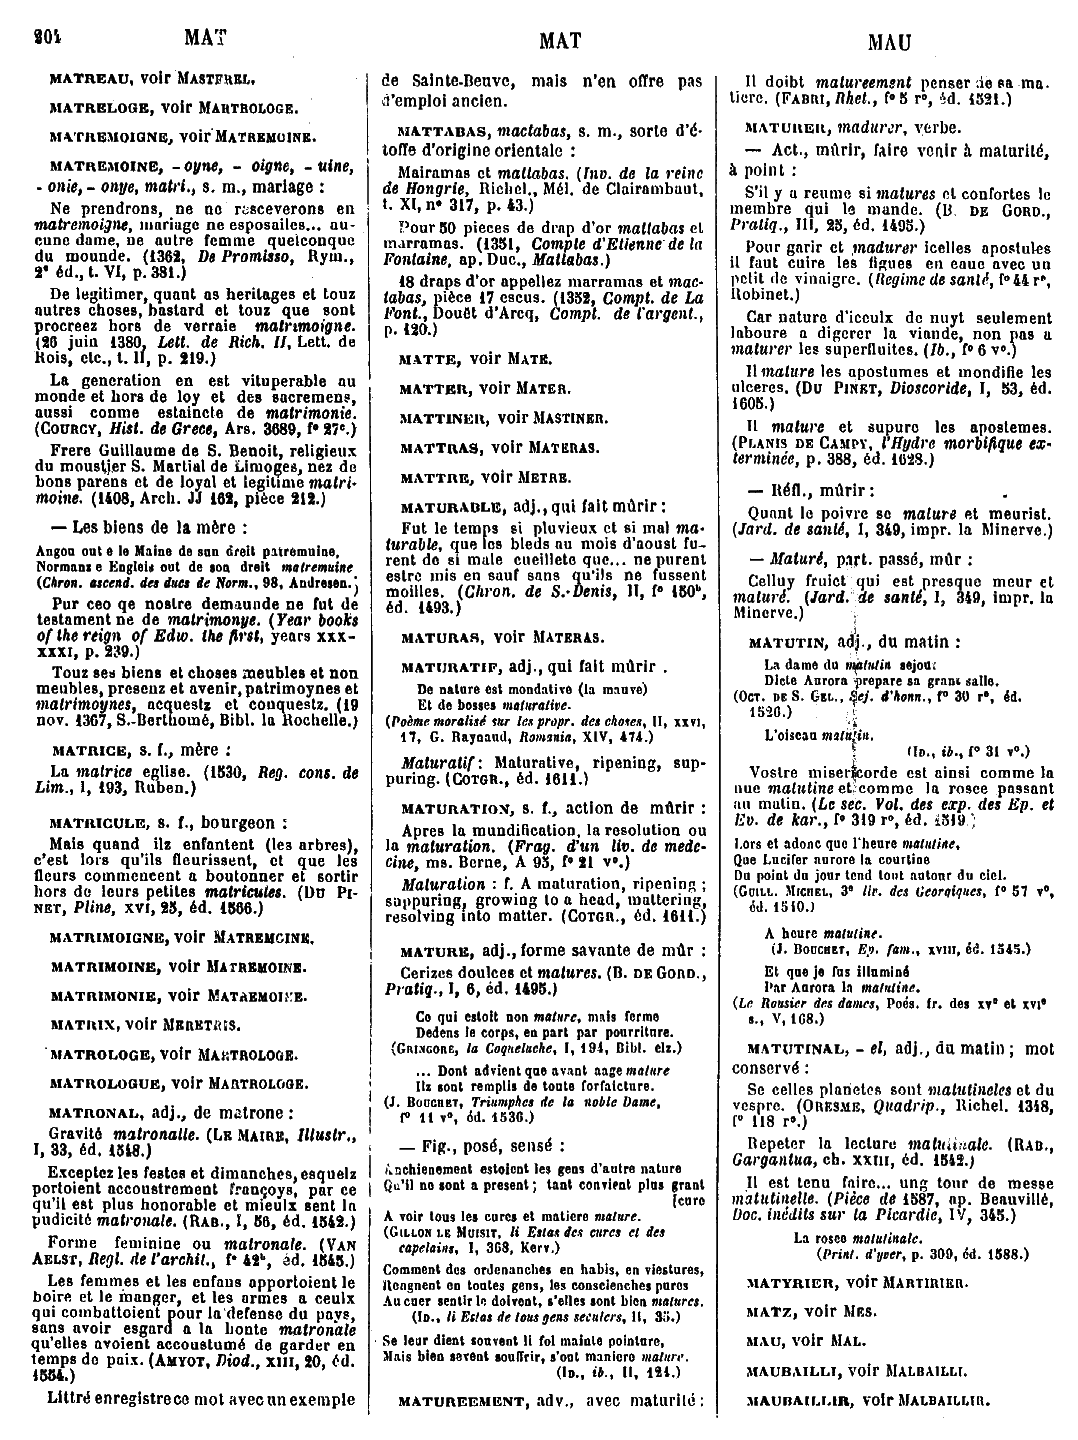 204 MAT MAT MAU
MATREAU, voir MASTEREL.
MATRELOGE, voir MARTROLOGE.
MATREMOIGNE, voir MATREMOINE.
MATREMOINE, - oyne, - oigne, - uine,
- onie, - onye, matri., s. m., mariage :
Ne prendrons, ne ne resceverons en
matremoigne, mariage ne esposailes... au-
cune dame, ne autre femme quelconque
du mounde. (1362, De Promisso, Rym.,
2e éd., t. VI, p. 381.)
De legitimer, quant as heritages et touz
autres choses, bastard et touz que sont
procreez hors de verraie matrimoigne.
(26 juin 1380, Lett. de Rich. II, Lett. de
Rois, etc., t. II, p. 219.)
La generation en est vituperable au
monde et hors de loy et des sacremens,
aussi conme estaincte de matrimonie.
(COURCY, Hist. de Grece, Ars. 3689, f° 27c.)
Frere Guillaume de S. Benoit, religieux
du moustier S. Martial de Limoges, nez de
bons parens et de loyal et legitime matri-
moine. (1408, Arch. JJ 162, pièce 212.)
— Les biens de la mère :
Angou out e le Maine de sun dreit patremuine,
Normans e Engleis out de son dreit matremuine
(Chron. ascend. des ducs de Norm., 98, Andresen.)
Pur ceo qe nostre demaunde ne fut de
testament ne de matrimonye. (Year books
of the reign of Edw. the first, years XXX-
XXXI, p. 239.)
Touz ses biens et choses meubles et non
meubles, presenz et avenir, patrimoynes et
matrimoynes, acquestz et conquestz. (19
nov. 1367, S.-Berthomé, Bibl. la Rochelle.)
MATRICE, s. f., mère :
La matrice eglise. (1530, Reg. cons. de
Lim., I, 193, Ruben.)
MATRICULE, s. f., bourgeon :
Mais quand ilz enfantent (les arbres),
c'est lors qu'ils fleurissent, et que les
fleurs commencent a boutonner et sortir
hors de leurs petites matricules. (DU PI-
NET, Pline, XVI, 25, éd. 1566.)
MATRIMOIGNE, voir MATREMOINE.
MATRIMOINE, voir MATREMOINE.
MATRIMONIE, voir MATREMOINE.
MATRIX, voir MERETRIS.
MATROLOGE, voir MARTROLOGE.
MATROLOGUE, voir MARTROLOGE.
MATRONAL, adj., de matrone :
Gravité matronalle. (LE MAIRE, Illustr.,
I, 33, éd. 1548.)
Exceptez les festes et dimanches, esquelz
portoient accoustrement françoys, par ce
qu'il est plus honorable et mieulx sent la
pudicité matronale. (RAB., I, 56, éd. 1542.)
Forme feminine ou matronale. (VAN
AELST, Regl. de l'archit., f° 42b, éd. 1545.)
Les femmes et les enfans apportoient le
boire et le manger, et les armes a ceulx
qui combattoient pour la defense du pays,
sans avoir esgard a la honte matronale
qu'elles avoient accoustumé de garder en
temps de paix. (AMYOT, Diod., XIII, 20, éd.
1554.)
Littré enregistre ce mot avec un exemple
de Sainte-Beuve, mais n'en offre pas
d'emploi ancien.
MATTABAS, mactabas, s. m., sorte d'é-
toffe d'origine orientale :
Mairamas et mattabas. (Inv. de la reine
de Hongrie, Richel., Mél. de Clairambaut,
t. XI, n° 317, p. 43.)
Pour 50 pieces de drap d'or mattabas et
marramas. (1351, Compte d'Etienne de la
Fontaine, ap. Duc., Mattabas.)
18 draps d'or appellez marramas et mac-
tabas, pièce 17 escus. (1352, Compt. de La
Font., Douët d'Arcq, Compt. de l'argent.,
p. 120.)
MATTE, voir MATE.
MATTER, voir MATER.
MATTINER, voir MASTINER.
MATTRAS, voir MATERAS.
MATTRE, voir METRE.
MATURABLE, adj., qui fait mûrir :
Fut le temps si pluvieux et si mal ma-
turable, que les bleds au mois d'aoust fu-
rent de si male cueillete que... ne purent
estre mis en sauf sans qu'ils ne fussent
moilles. (Chron. de S.-Denis, II, f° 150b,
éd. 1493.)
MATURAS, voir MATERAS.
MATURATIF, adj., qui fait mûrir .
De nature est mondative (la mauve)
Et de bosses maturative.
(Poème moralisé sur les propr. des choses, II, XXVI,
17, G. Raynaud, Romania, XIV, 474.)
Maturatif : Maturative, ripening, sup-
puring. (COTGR., éd. 1611.)
MATURATION, s. f., action de mûrir :
Apres la mundification, la resolution ou
la maturation. (Frag. d'un liv. de mede-
cine, ms. Berne, A 95, f° 21 v°.)
Maturation : f. A maturation, ripening ;
suppuring, growing to a head, mattering,
resolving into matter. (COTGR., éd. 1611.)
MATURE, adj., forme savante de mûr :
Cerizes doulces et matures. (B. DE GORD.,
Pratiq., I, 6, éd. 1495.)
Ce qui estoit non mature, mais ferme
Dedens le corps, en part par pourriture.
(GRINGORE, la Coqueluche, I, 194, Bibl. elz.)
... Dont advient que avant aage mature
Ilz sont remplis de toute forfaicture.
(J. BOUCHET, Triumphes de la noble Dame,
f° 11 v°, éd. 1536.)
— Fig., posé, sensé :
Anchienement estoient les gens d'autre nature
Qu'il ne sont a present ; tant convient plus grant
[cure
A voir tous les cures et matiere mature.
(GILLON LE MUISIT, li Estas des cures et des
capelains, I, 368, Kerv.)
Comment des ordenanches en habis, en viestures,
Rengnent en toutes gens, les consciences pures
Au cuer sentir le doivent, s'elles sont bien matures.
(ID., li Estas de tous gens seculers, II, 35.)
Se leur dient souvent li fol mainte pointure,
Mais bien sevent souffrir, s'ont maniere mature.
(ID., ib., II, 121.)
MATUREEMENT, adv., avec maturité :
Il doibt matureement penser de sa ma-
tiere. (FABRI, Rhet., f° 5 r°, éd. 1521.)
MATURER, madurer, verbe.
— Act., mûrir, faire venir à maturité,
à point :
S'il y a reume si matures et confortes le
membre qui le mande. (B. DE GORD.,
Pratiq., III, 25, éd. 1495.)
Pour garir et madurer icelles apostules
il faut cuire les figues en eaue avec un
petit de vinaigre. (Regime de santé, f° 44 r°,
Robinet.)
Car nature d'iceulx de nuyt seulement
laboure a digerer la viande, non pas a
maturer les superfluites. (Ib., f° 6 v°.)
Il mature les apostumes et mondifie les
ulceres. (DU PINET, Dioscoride, I, 53, éd.
1605.)
Il mature et supure les apostemes.
(PLANIS DE CAMPY, l'Hydre morbifique ex-
terminée, p. 388, éd. 1628.)
— Réfl., mûrir :
Quant le poivre se mature et meurist.
(Jard. de santé, I, 349, impr. la Minerve.)
— Maturé, part. passé, mûr :
Celluy fruict qui est presque meur et
maturé. (Jard. de santé, I, 349, impr. la
Minerve.)
MATUTIN, adj., du matin :
La dame du matutin sejour
Dicte Aurora prepare sa grant salle.
(OCT. DE S. GEL., Sej. d'honn., f° 30 r°, éd.
1526.)
L'oiseau matutin.
(ID., ib., f° 31 v°.)
Vostre misericorde est ainsi comme la
nue matutine et comme la rosee passant
au matin. (Le sec. Vol. des exp. des Ep. et
Ev. de kar., f° 319 r°, éd. 1519.)
Lors et adonc que l'heure matutine,
Que Lucifer aurore la courtine
Du point du jour tend tout autour du ciel.
(GUILL. MICHEL, 3e liv. des Georgiques, f° 57 v°,
éd. 1540.)
A heure matutine.
(J. BOUCHET, Ep. fam., XVIII, éd. 1545.)
Et que je fus illuminé
Par Aurora la matutine.
(Le Rousier des dames, Poés. fr. des XVe et XVIe
s., V, 168.)
MATUTINAL, - el, adj., du matin ; mot
conservé :
Se celles planetes sont matutineles et du
vespre. (ORESME, Quadrip., Richel. 1348,
f° 118 r°.)
Repeter la lecture matutinale. (RAB.,
Gargantua, ch. XXIII, éd. 1542.)
Il est tenu faire... ung tour de messe
matutinelle. (Pièce de 1587, ap. Beauvillé,
Doc. inédits sur la Picardie, IV, 345.)
La rosee matutinale.
(Print. d'yver, p. 309, éd. 1588.)
MATYRIER, voir MARTIRIER.
MATZ, voir MES.
MAU, voir MAL.
MAUBAILLI, voir MALBAILLI.
MAUBAILLIR, voir MALBAILLIR.